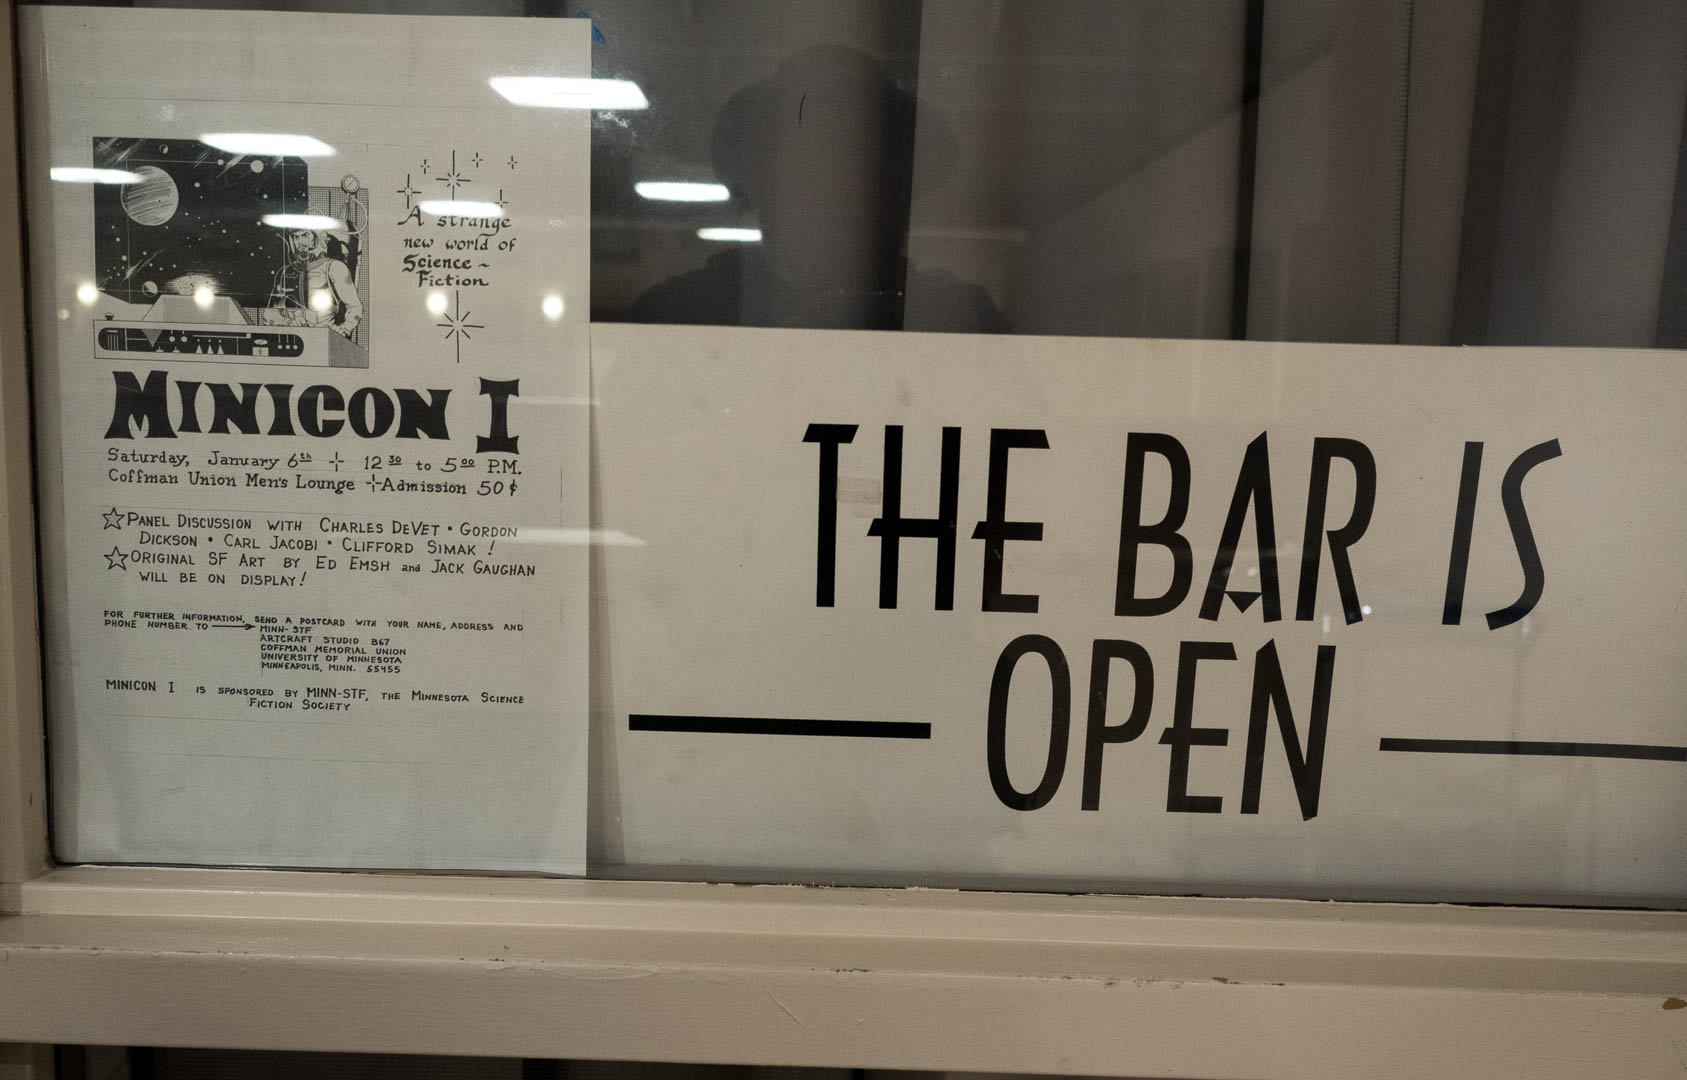 A strange
new world of
Science ~
Fiction
MINICON I
Saturday, January 6th 12 30 to 5 00 P.M.
Coffman Union Men's Lounge Admission 50¢
☆ PANEL DISCUSSION WITH CHARLES DEVET • GORDON
DICKSON • CARL JACOBI • CLIFFORD SIMAK !
☆ ORIGINAL SF ART BY ED EMSH and JACK GAUGHAN
WILL BE ON DISPLAY!
FOR FURTHER INFORMATION, SEND A POSTCARD WITH YOUR NAME, ADDRESS AND
PHONE NUMBER TO → MINN-STF
ARTCRAFT STUDIO B67
COFFMAN MEMORIAL UNION
UNIVERSITY OF MINNESOTA
MINNEAPOLIS, MINN. 55455
MINICON I IS SPONSORED BY MINN-STF, THE MINNESOTA SCIENCE
FICTION SOCIETY
THE BAR IS
OPEN